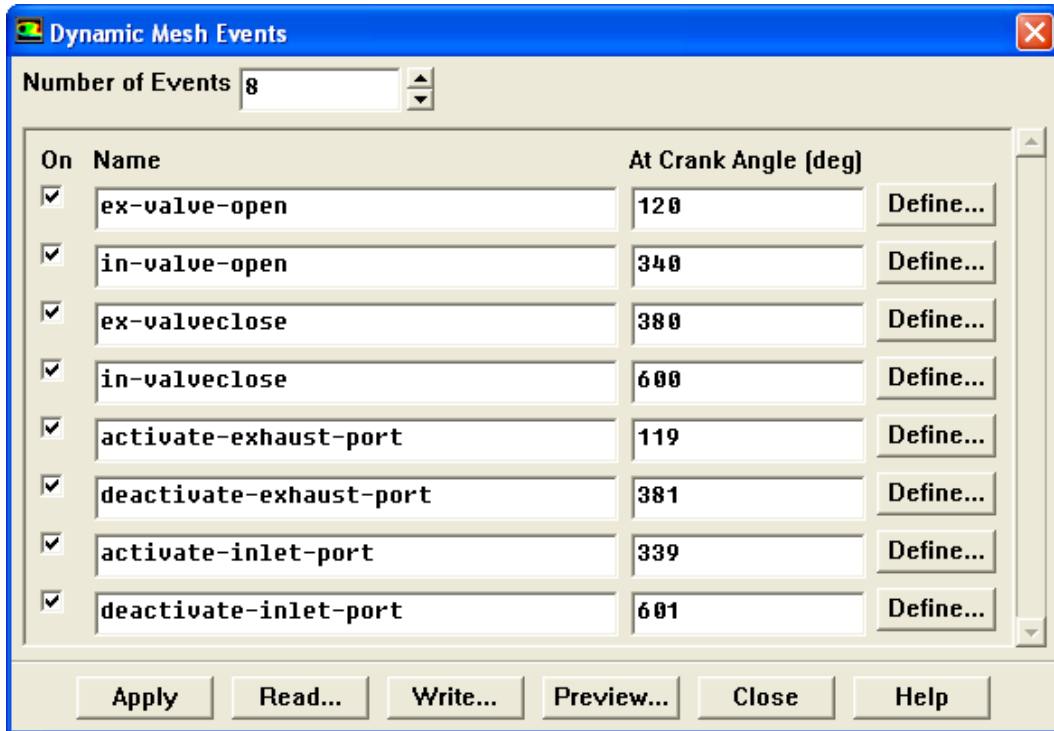 Dynamic Mesh Events
Number of Events 8
On Name At Crank Angle (deg)
ex-valve-open 120 Define...
in-valve-open 340 Define...
ex-valveclose 380 Define...
in-valveclose 600 Define...
activate-exhaust-port 119 Define...
deactivate-exhaust-port 381 Define...
activate-inlet-port 339 Define...
deactivate-inlet-port 601 Define...
Apply Read... Write... Preview... Close Help